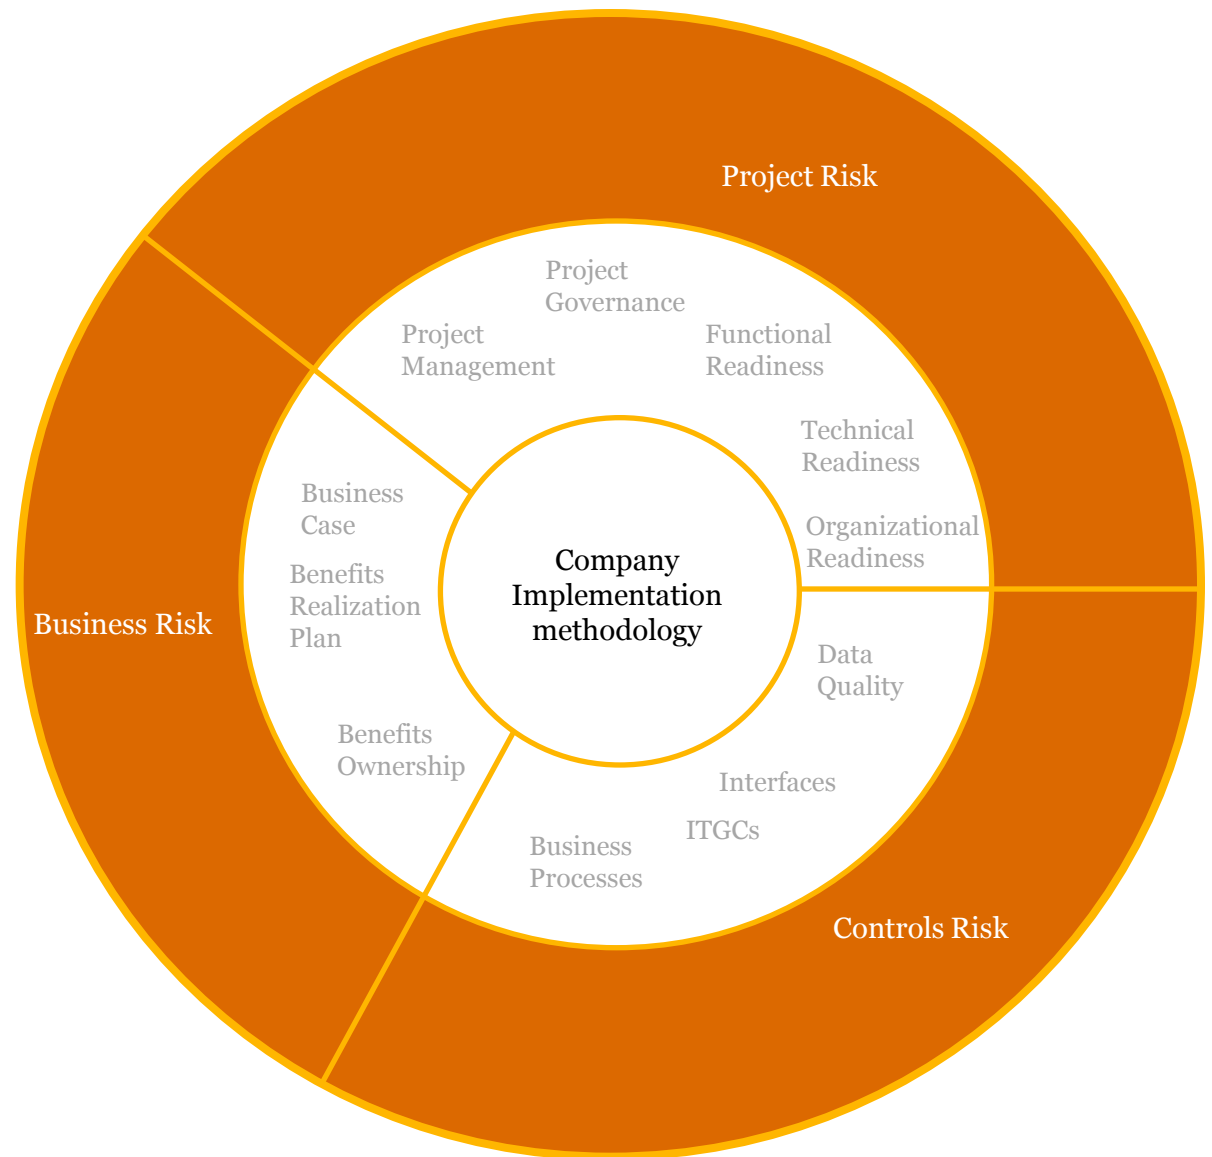 Project Risk
Project
Governance
Project
Management
Functional
Readiness
Technical
Readiness
Organizational
Readiness
Business
Case
Benefits
Realization
Plan
Benefits
Ownership
Business Risk
Company
Implementation
methodology
Data
Quality
Interfaces
ITGCs
Business
Processes
Controls Risk